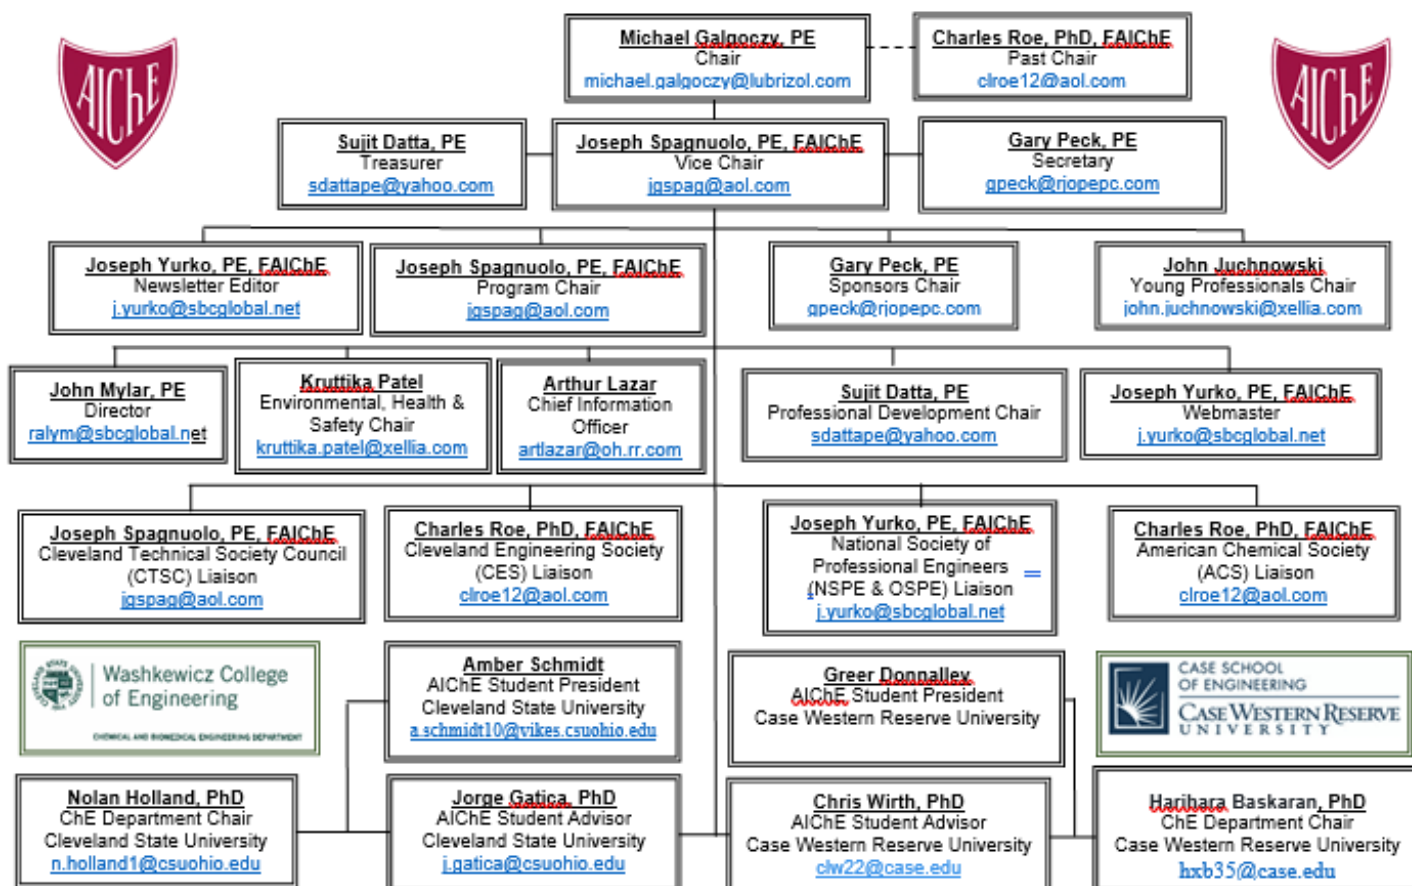 AIChE
Michael Galgoczy, PE
Chair
michael.galgoczy@lubrizol.com
Charles Roe, PhD, FAIChE
Past Chair
clroe12@aol.com
AIChE
Sujit Datta, PE
Treasurer
sdattape@yahoo.com
Joseph Spagnuolo, PE, FAIChE
Vice Chair
jgspag@aol.com
Gary Peck, PE
Secretary
gpeck@rjopepc.com
Joseph Yurko, PE, FAIChE
Newsletter Editor
j.yurko@sbcglobal.net
Joseph Spagnuolo, PE, FAIChE
Program Chair
jgspag@aol.com
Gary Peck, PE
Sponsors Chair
gpeck@rjopepc.com
John Juchnowski
Young Professionals Chair
john.juchnowski@xellia.com
John Mylar, PE
Director
ralym@sbcglobal.net
Kruttika Patel
Environmental, Health &
Safety Chair
kruttika.patel@xellia.com
Arthur Lazar
Chief Information
Officer
artlazar@oh.rr.com
Sujit Datta, PE
Professional Development Chair
sdattape@yahoo.com
Joseph Yurko, PE, FAIChE
Webmaster
j.yurko@sbcglobal.net
Joseph Spagnuolo, PE, FAIChE
Cleveland Technical Society Council
(CTSC) Liaison
jgspag@aol.com
Charles Roe, PhD, FAIChE
Cleveland Engineering Society
(CES) Liaison
clroe12@aol.com
Joseph Yurko, PE, FAIChE
National Society of
Professional Engineers
(NSPE & OSPE) Liaison
j.yurko@sbcglobal.net
Charles Roe, PhD, FAIChE
American Chemical Society
(ACS) Liaison
clroe12@aol.com
Washkewicz College
of Engineering
CHEMICAL AND BIOMEDICAL ENGINEERING DEPARTMENT
Amber Schmidt
AIChE Student President
Cleveland State University
a.schmidt10@vikes.csuohio.edu
Greer Donnalley
AIChE Student President
Case Western Reserve University
CASE SCHOOL
OF ENGINEERING
CASE WESTERN RESERVE
UNIVERSITY
Nolan Holland, PhD
ChE Department Chair
Cleveland State University
n.holland1@csuohio.edu
Jorge Gatica, PhD
AIChE Student Advisor
Cleveland State University
j.gatica@csuohio.edu
Chris Wirth, PhD
AIChE Student Advisor
Case Western Reserve University
clw22@case.edu
Harihara Baskaran, PhD
ChE Department Chair
Case Western Reserve University
hxb35@case.edu